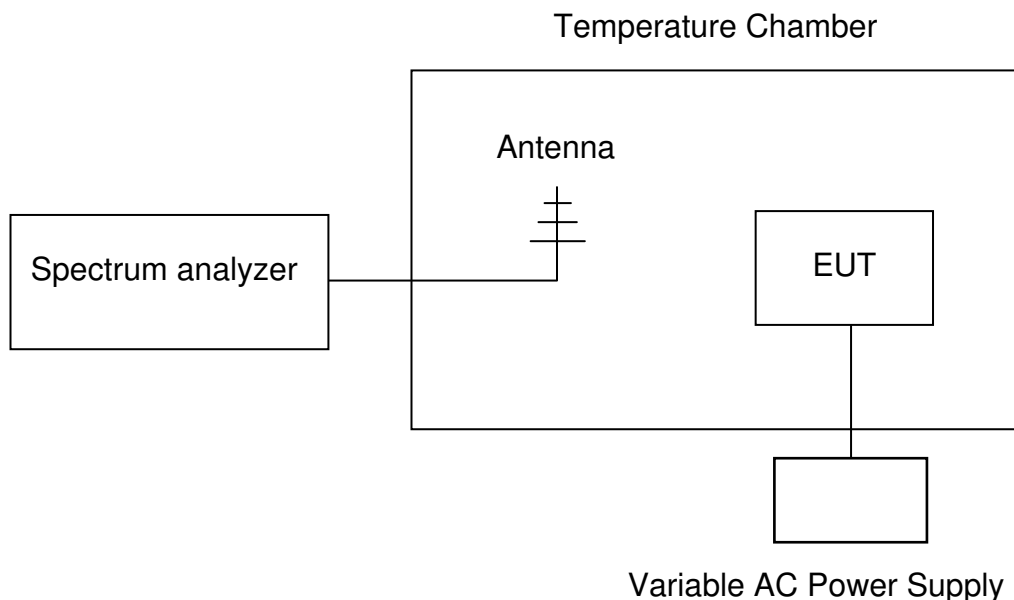 Temperature Chamber
Antenna
Spectrum analyzer
EUT
Variable AC Power Supply